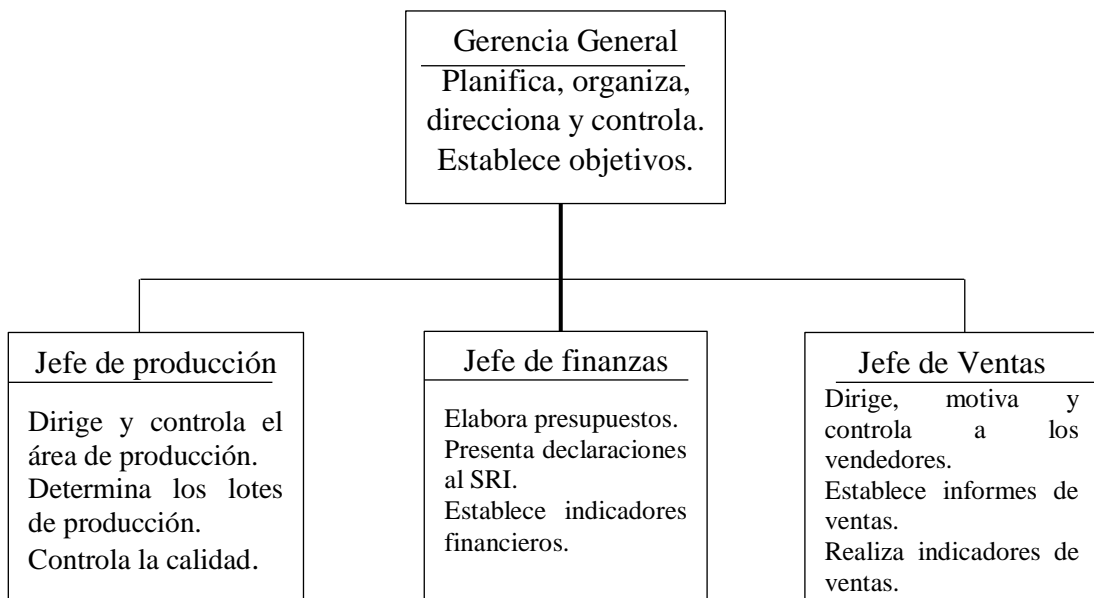 Gerencia General
Planifica, organiza,
direcciona y controla.
Establece objetivos.
Jefe de producción
Dirige y controla el
área de producción.
Determina los lotes
de producción.
Controla la calidad.
Jefe de finanzas
Elabora presupuestos.
Presenta declaraciones
al SRI.
Establece indicadores
financieros.
Jefe de Ventas
Dirige, motiva y
controla a los
vendedores.
Establece informes de
ventas.
Realiza indicadores de
ventas.